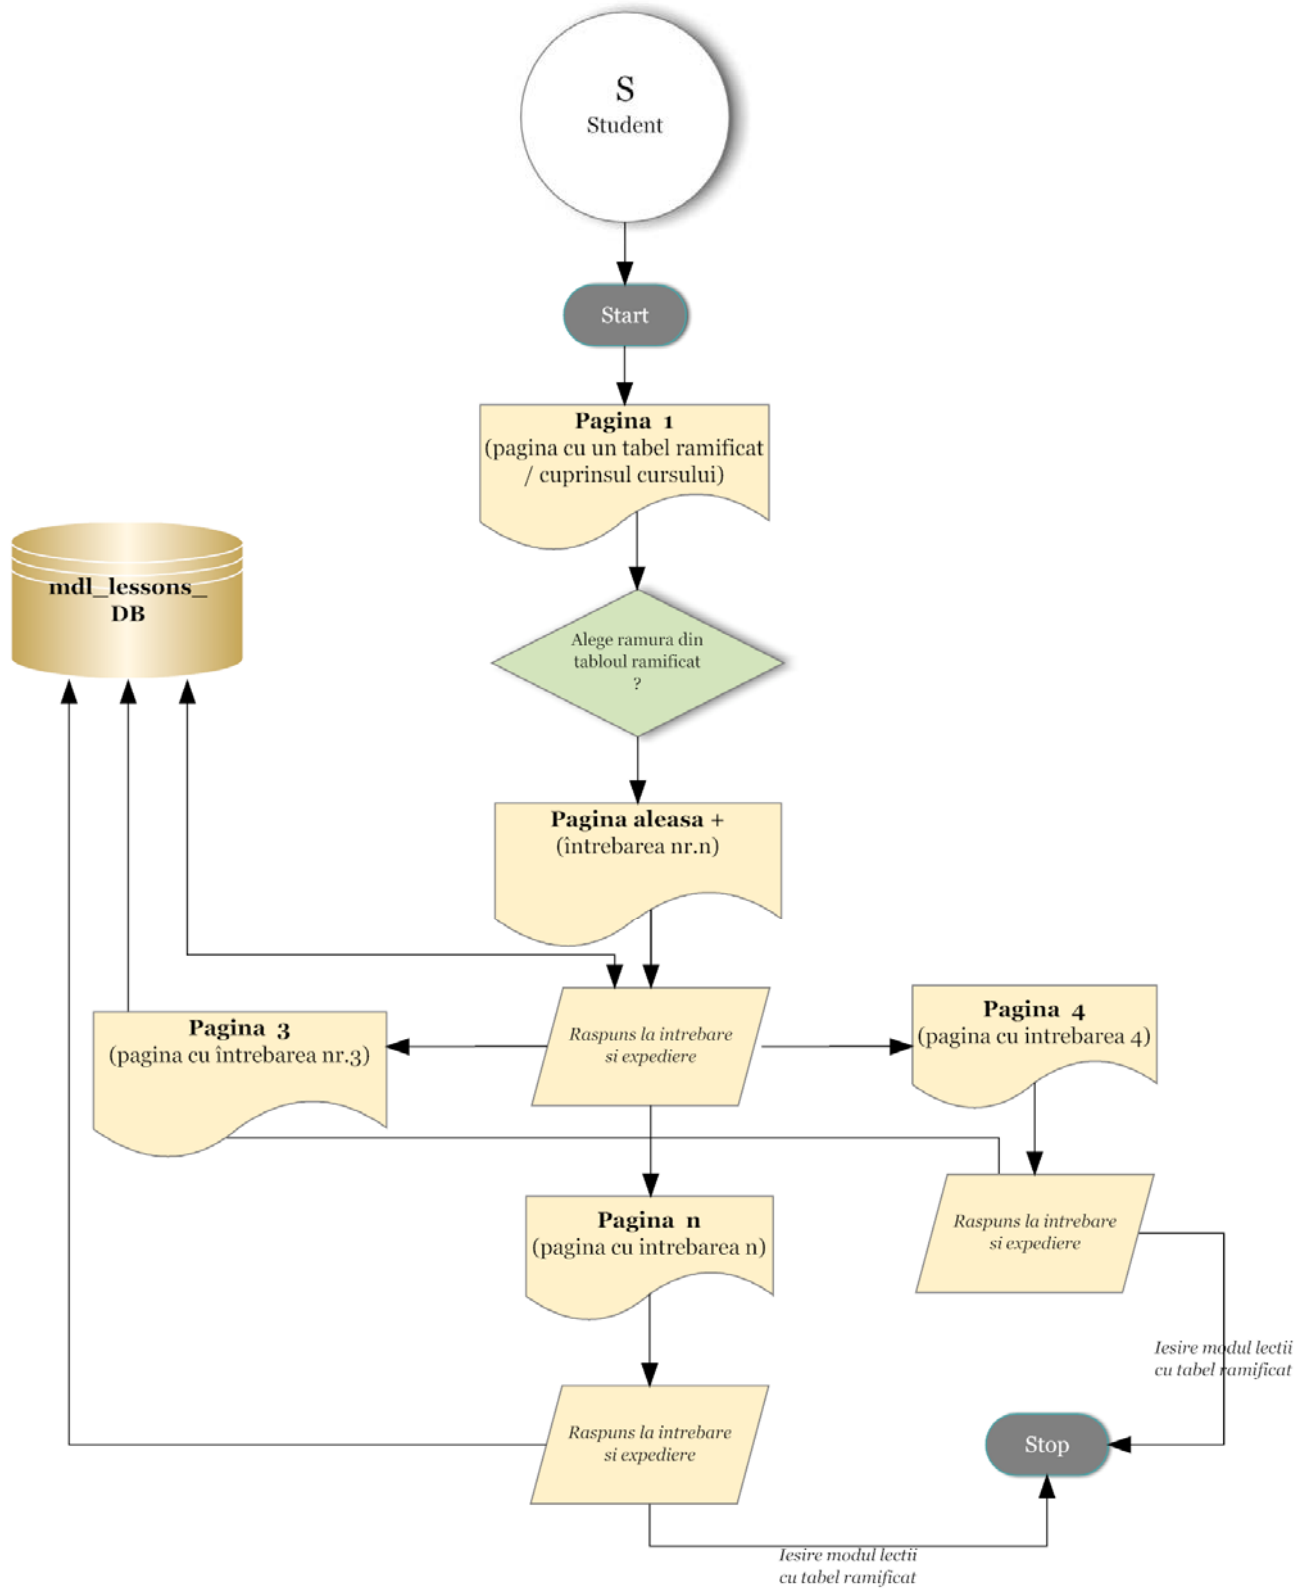 S
Student
Start
Pagina 1
(pagina cu un tabel ramificat
/ cuprinsul cursului)
mdl_lessons_
DB
Alege ramura din
tabloul ramificat
?
Pagina aleasa +
(întrebarea nr.n)
Pagina 3
(pagina cu întrebarea nr.3)
Raspuns la intrebare
si expediere
Pagina 4
(pagina cu intrebarea 4)
Pagina n
(pagina cu intrebarea n)
Raspuns la intrebare
si expediere
Iesire modul lectii
cu tabel ramificat
Raspuns la intrebare
si expediere
Stop
Iesire modul lectii
cu tabel ramificat